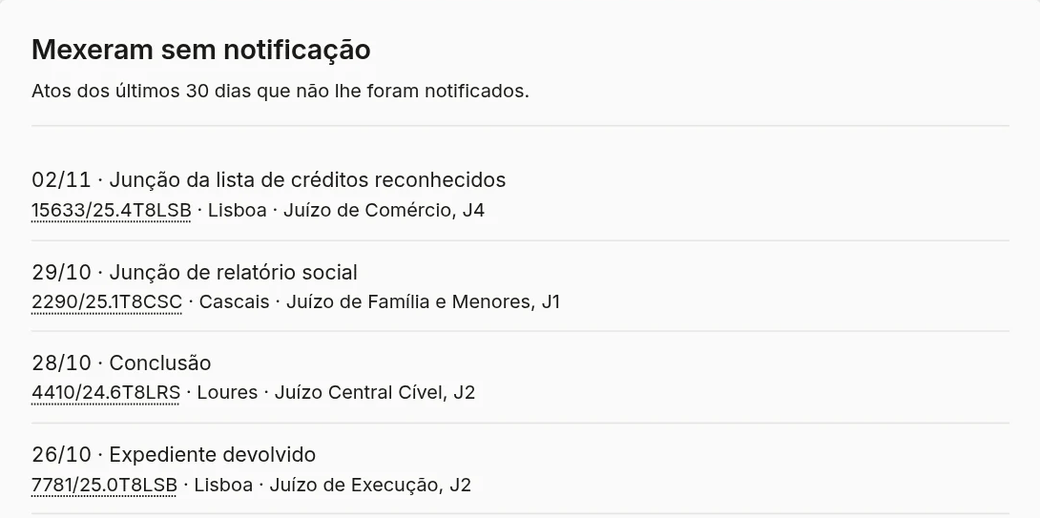 Mexeram sem notificação
Atos dos últimos 30 dias que não lhe foram notificados.
02/11 · Junção da lista de créditos reconhecidos
15633/25.4T8LSB · Lisboa · Juízo de Comércio, J4
29/10 · Junção de relatório social
2290/25.1T8CSC · Cascais · Juízo de Família e Menores, J1
28/10 · Conclusão
4410/24.6T8LRS · Loures · Juízo Central Cível, J2
26/10 · Expediente devolvido
7781/25.0T8LSB · Lisboa · Juízo de Execução, J2